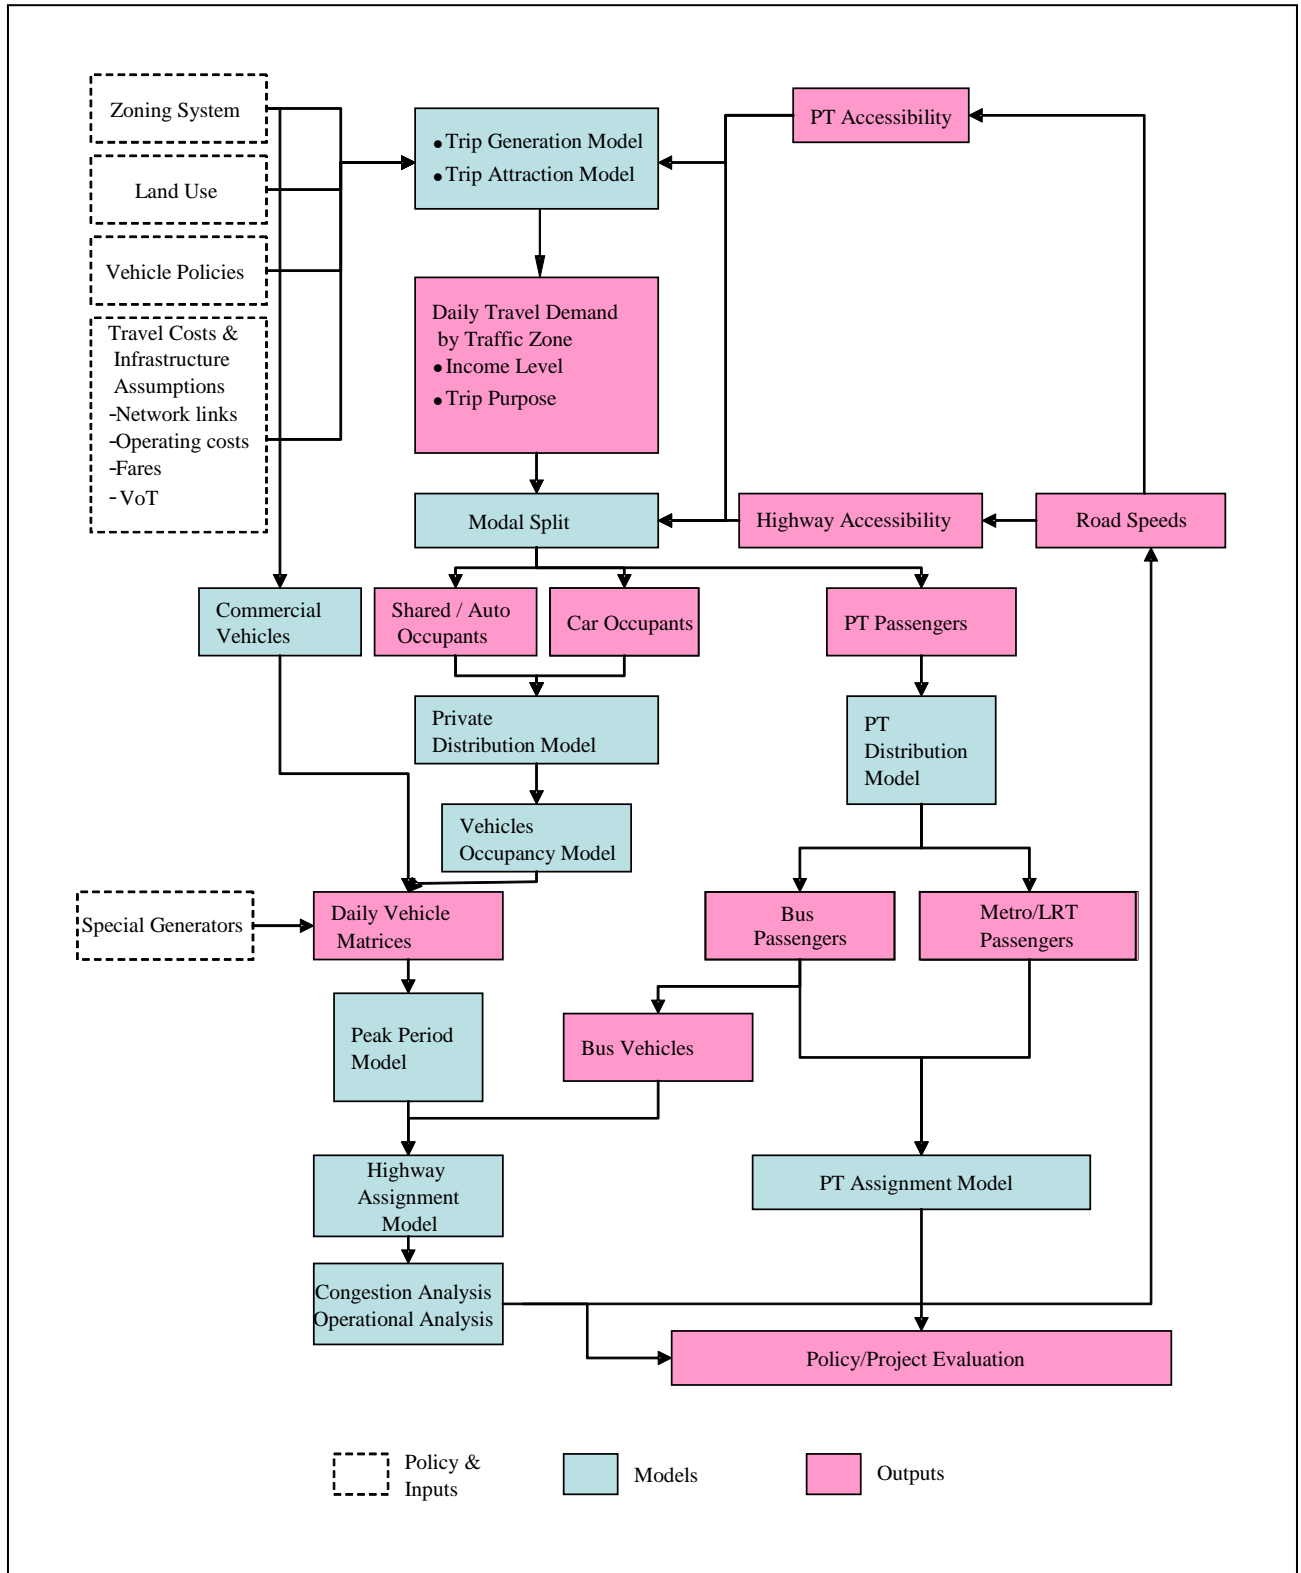 Zoning System
Land Use
Vehicle Policies
Travel Costs &
Infrastructure
Assumptions
-Network links
-Operating costs
-Fares
- VoT
• Trip Generation Model
• Trip Attraction Model
PT Accessibility
Daily Travel Demand
by Traffic Zone
• Income Level
• Trip Purpose
Modal Split
Highway Accessibility
Road Speeds
Commercial
Vehicles
Shared / Auto
Occupants
Car Occupants
PT Passengers
Private
Distribution Model
PT
Distribution
Model
Vehicles
Occupancy Model
Special Generators
Daily Vehicle
Matrices
Bus
Passengers
Metro/LRT
Passengers
Peak Period
Model
Bus Vehicles
Highway
Assignment
Model
PT Assignment Model
Congestion Analysis
Operational Analysis
Policy/Project Evaluation
Policy &
Inputs
Models
Outputs